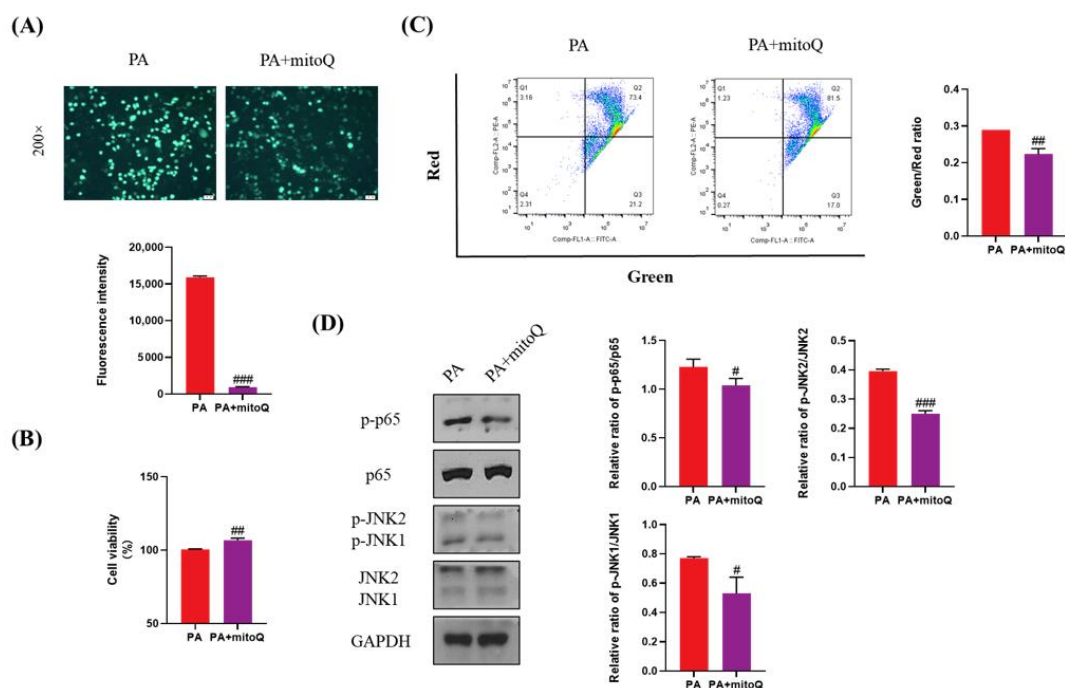 (A)
PA
PA+mitoQ
200×
Fluorescence intensity
20,000
15,000
10,000
5000
0
###
PA PA+mitoQ
(B)
Cell viability
(%)
150
100
50
##
PA PA+mitoQ
(C)
PA
PA+mitoQ
Red
Comp-FL2-A :: PE-A
Q1
3.16
Q2
73.4
Q4
2.31
Q3
21.2
Comp-FL1-A :: FITC-A
Comp-FL2-A :: PE-A
Q1
1.23
Q2
81.5
Q4
0.27
Q3
17.0
Comp-FL1-A :: FITC-A
Green
Green/Red ratio
0.4
0.3
0.2
0.1
0.0
##
PA PA+mitoQ
(D)
PA
PA+mitoQ
p-p65
p65
p-JNK2
p-JNK1
JNK2
JNK1
GAPDH
Relative ratio of p-p65/p65
1.5
1.0
0.5
0.0
#
PA PA+mitoQ
Relative ratio of p-JNK2/JNK2
0.5
0.4
0.3
0.2
0.1
0.0
###
PA PA+mitoQ
Relative ratio of p-JNK1/JNK1
1.0
0.8
0.6
0.4
0.2
0.0
#
PA PA+mitoQ